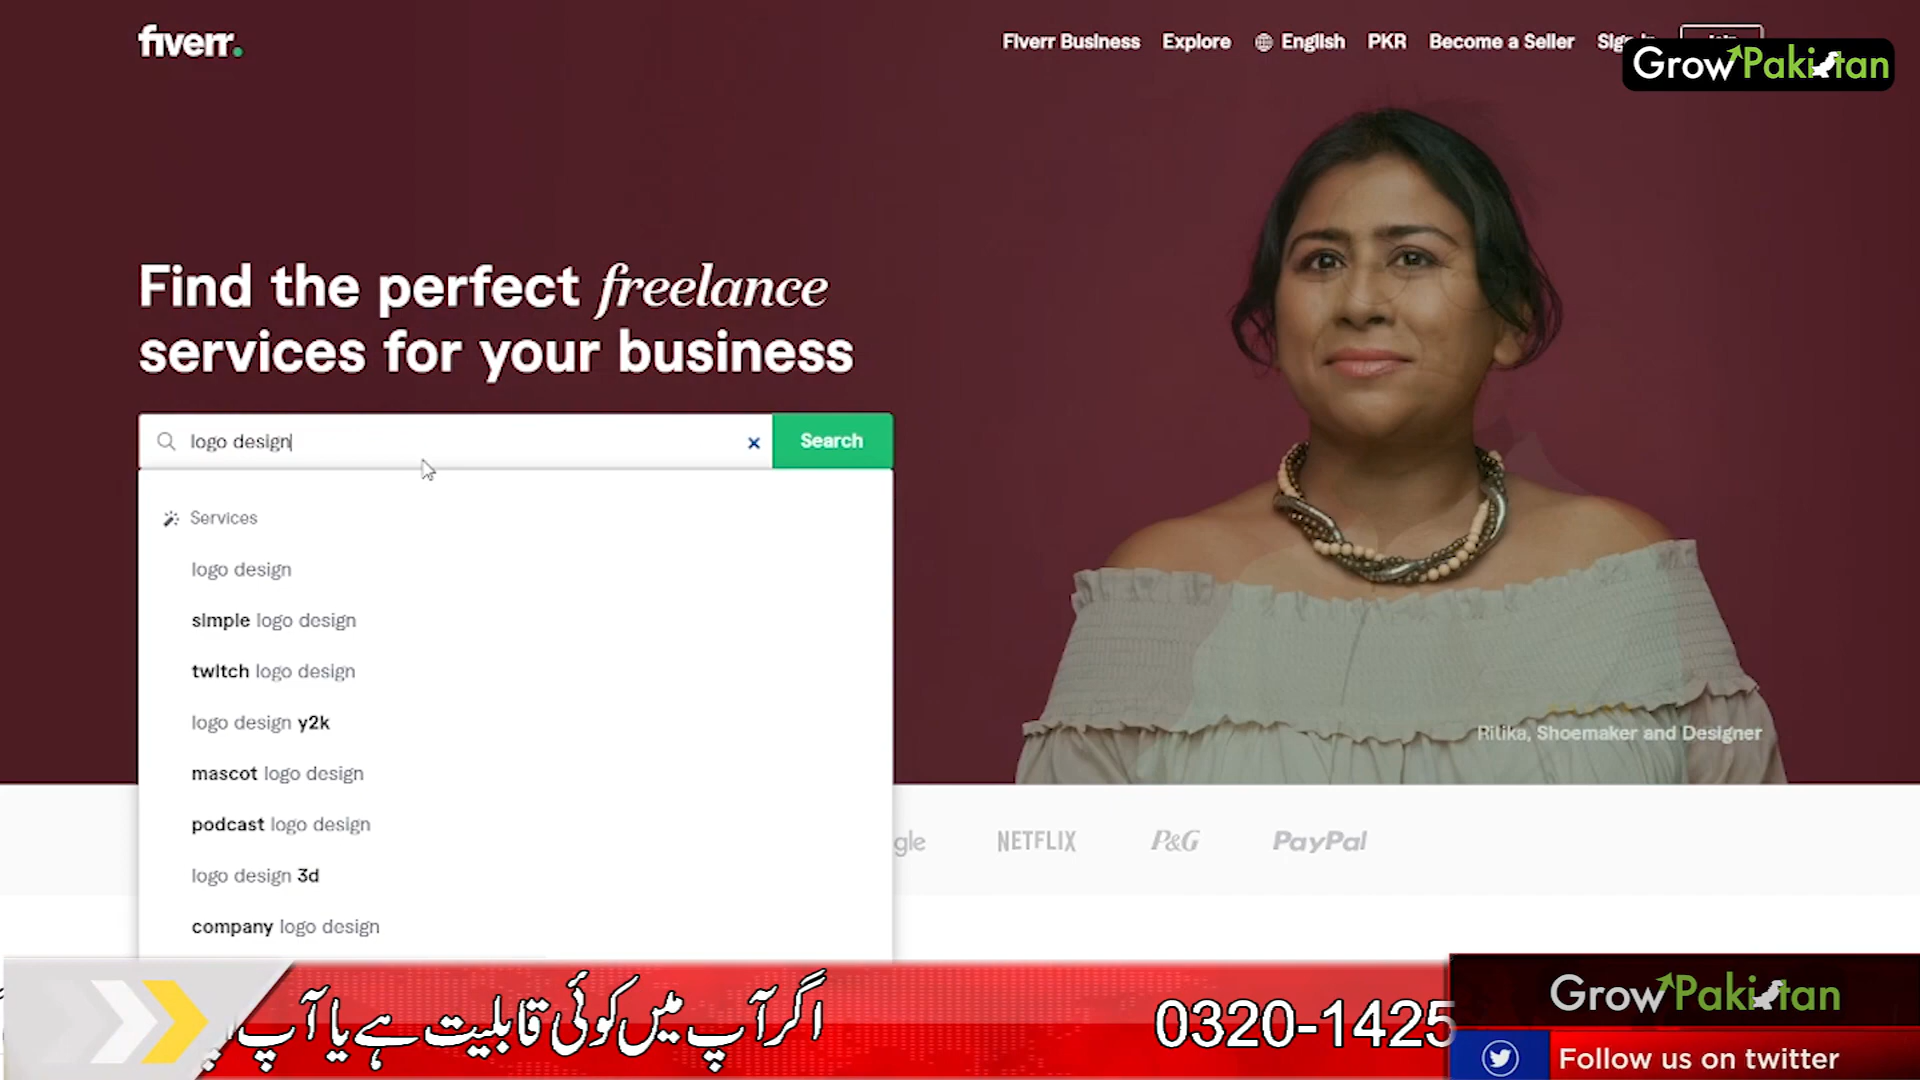 fiverr.
Fiverr Business Explore English PKR Become a Seller
GrowPakistan
Find the perfect freelance
services for your business
logo design
Search
Services
logo design
simple logo design
twitch logo design
logo design y2k
mascot logo design
podcast logo design
logo design 3d
company logo design
Ritika, Shoemaker and Designer
gle NETFLIX P&G PayPal
اگر آپ میں کوئی قابلیت ہے یا آپ
0320-1425
GrowPakistan
Follow us on twitter